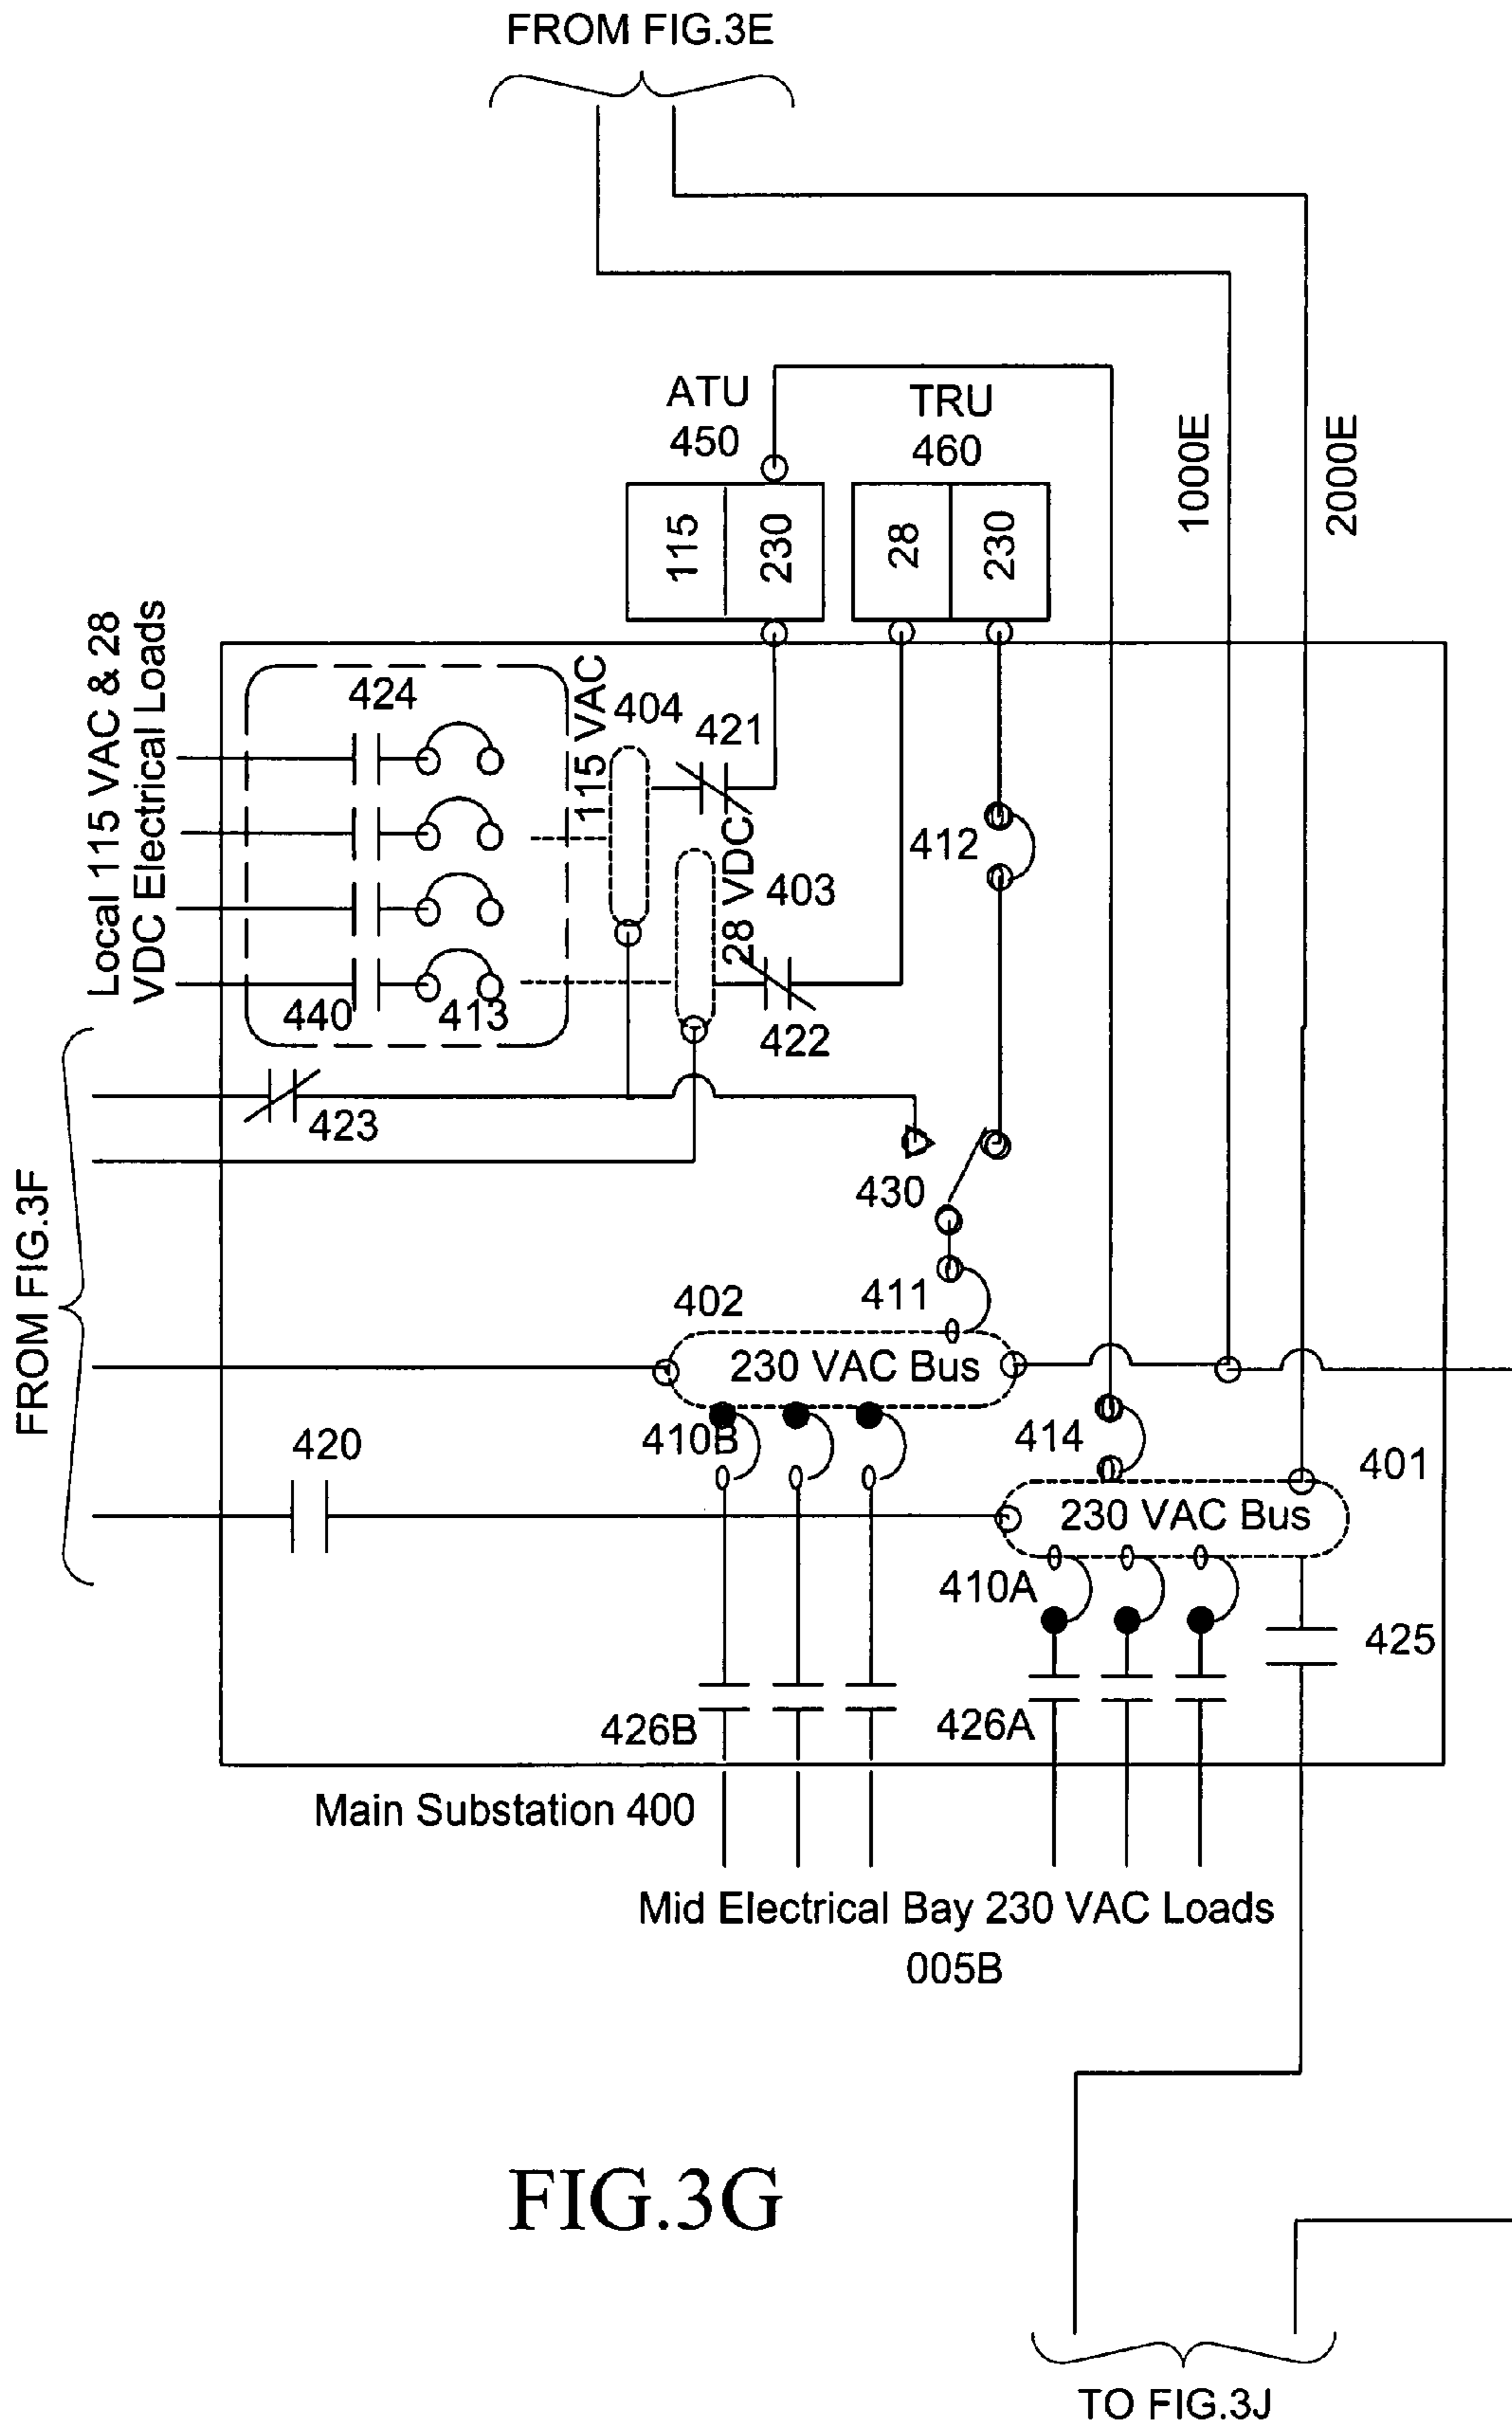 FROM FIG.3E
ATU
450
TRU
460
1000E
2000E
115
230
28
230
Local 115 VAC & 28
VDC Electrical Loads
424
115 VAC
404
421
412
28 VDC
403
440
413
422
423
FROM FIG.3F
430
411
402
230 VAC Bus
410B
414
420
401
230 VAC Bus
410A
425
426B
426A
Main Substation 400
Mid Electrical Bay 230 VAC Loads
005B
FIG.3G
TO FIG.3J